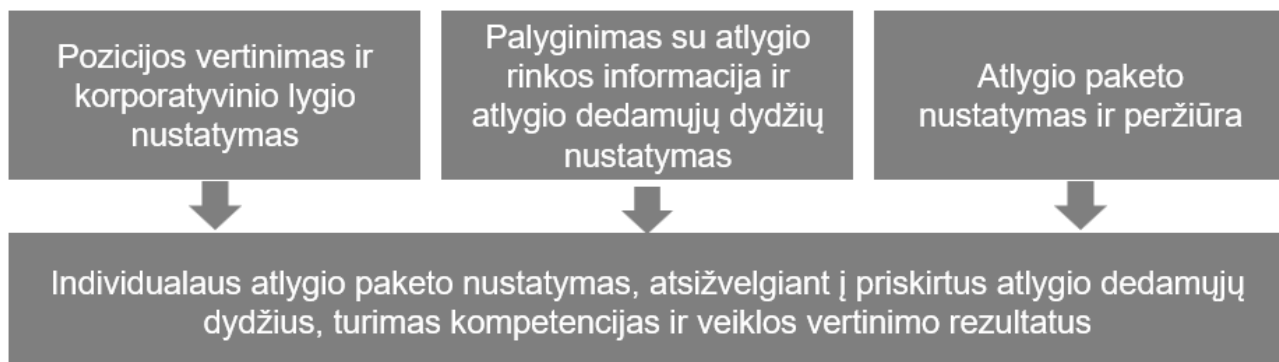 Pozicijos vertinimas ir
korporatyvinio lygio
nustatymas
Palyginimas su atlygio
rinkos informacija ir
atlygio dedamųjų dydžių
nustatymas
Atlygio paketo
nustatymas ir peržiūra
Individualaus atlygio paketo nustatymas, atsižvelgiant į priskirtus atlygio dedamųjų
dydžius, turimas kompetencijas ir veiklos vertinimo rezultatus